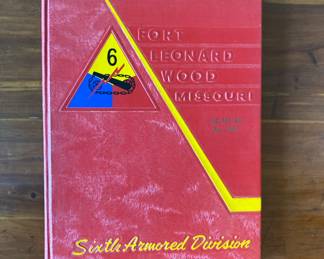 6
FORT
LEONARD
WOOD
MISSOURI
Sixth Armored Division